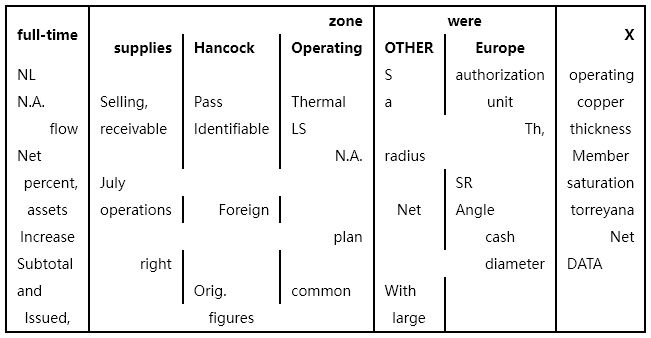 full-time zone were X
supplies Hancock Operating OTHER Europe
NL S authorization operating
N.A. Selling, Pass Thermal a unit copper
flow receivable Identifiable LS Th, thickness
Net N.A. radius Member
percent, July SR saturation
assets operations Foreign Net Angle torreyana
Increase plan cash Net
Subtotal right diameter DATA
and Orig. common With
Issued, figures large